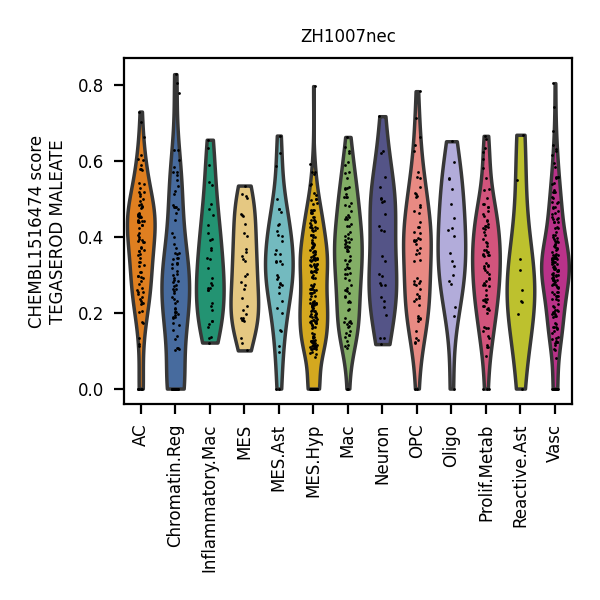 ZH1007nec
CHEMBL1516474 score
TEGASEROD MALEATE
0.8
0.6
0.4
0.2
0.0
AC
Chromatin.Reg
Inflammatory.Mac
MES
MES.Ast
MES.Hyp
Mac
Neuron
OPC
Oligo
Prolif.Metab
Reactive.Ast
Vasc